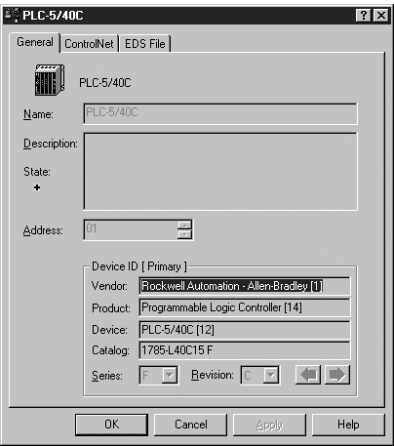 PLC-5/40C
General ControlNet EDS File
PLC-5/40C
Name: PLC-5/40C
Description:
State:
Address: 01
Device ID [ Primary ]
Vendor: Rockwell Automation - Allen-Bradley [1]
Product: Programmable Logic Controller [14]
Device: PLC-5/40C [12]
Catalog: 1785-L40C15 F
Series: F Revision: C
OK Cancel Apply Help